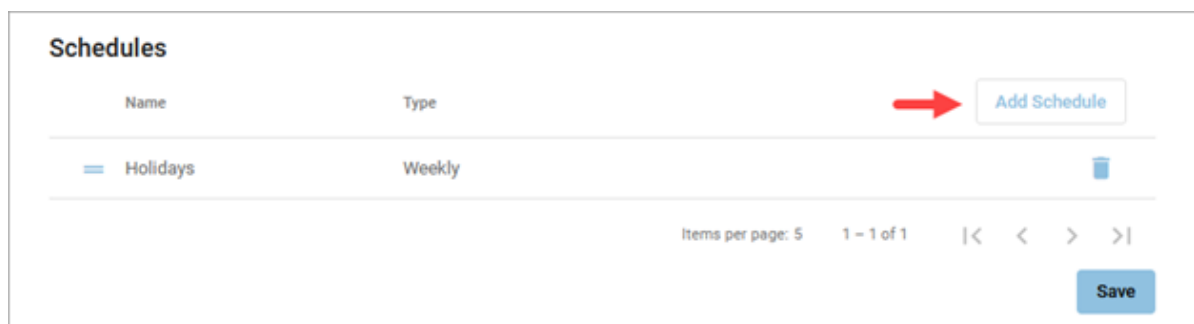 Schedules
Name Type Add Schedule
Holidays Weekly
Items per page: 5 1 – 1 of 1
Save